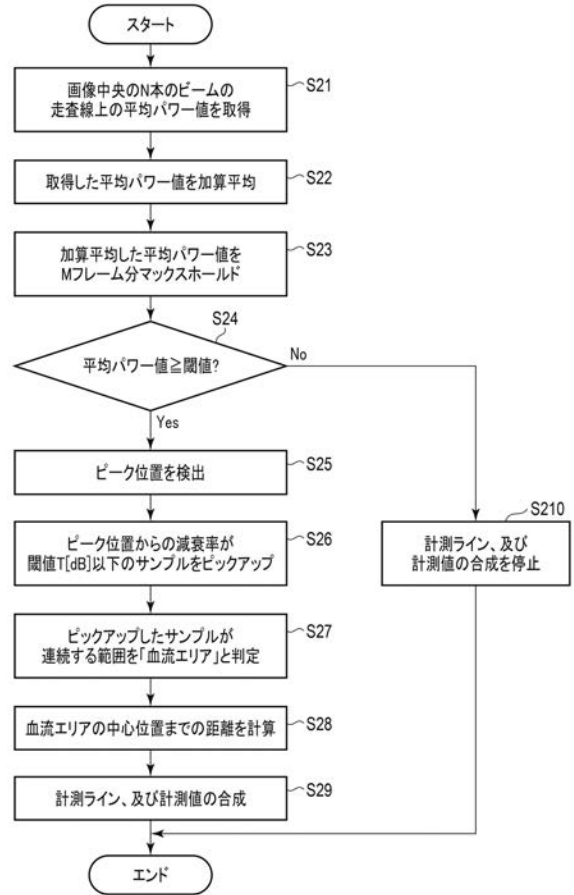 スタート
S21
画像中央のN本のビームの
走査線上の平均パワー値を取得
S22
取得した平均パワー値を加算平均
S23
加算平均した平均パワー値を
Mフレーム分マックスホールド
S24
平均パワー値≧閾値?
No
Yes
S25
ピーク位置を検出
S26
ピーク位置からの減衰率が
閾値T[dB]以下のサンプルをピックアップ
S210
計測ライン、及び
計測値の合成を停止
S27
ピックアップしたサンプルが
連続する範囲を「血流エリア」と判定
S28
血流エリアの中心位置までの距離を計算
S29
計測ライン、及び計測値の合成
エンド